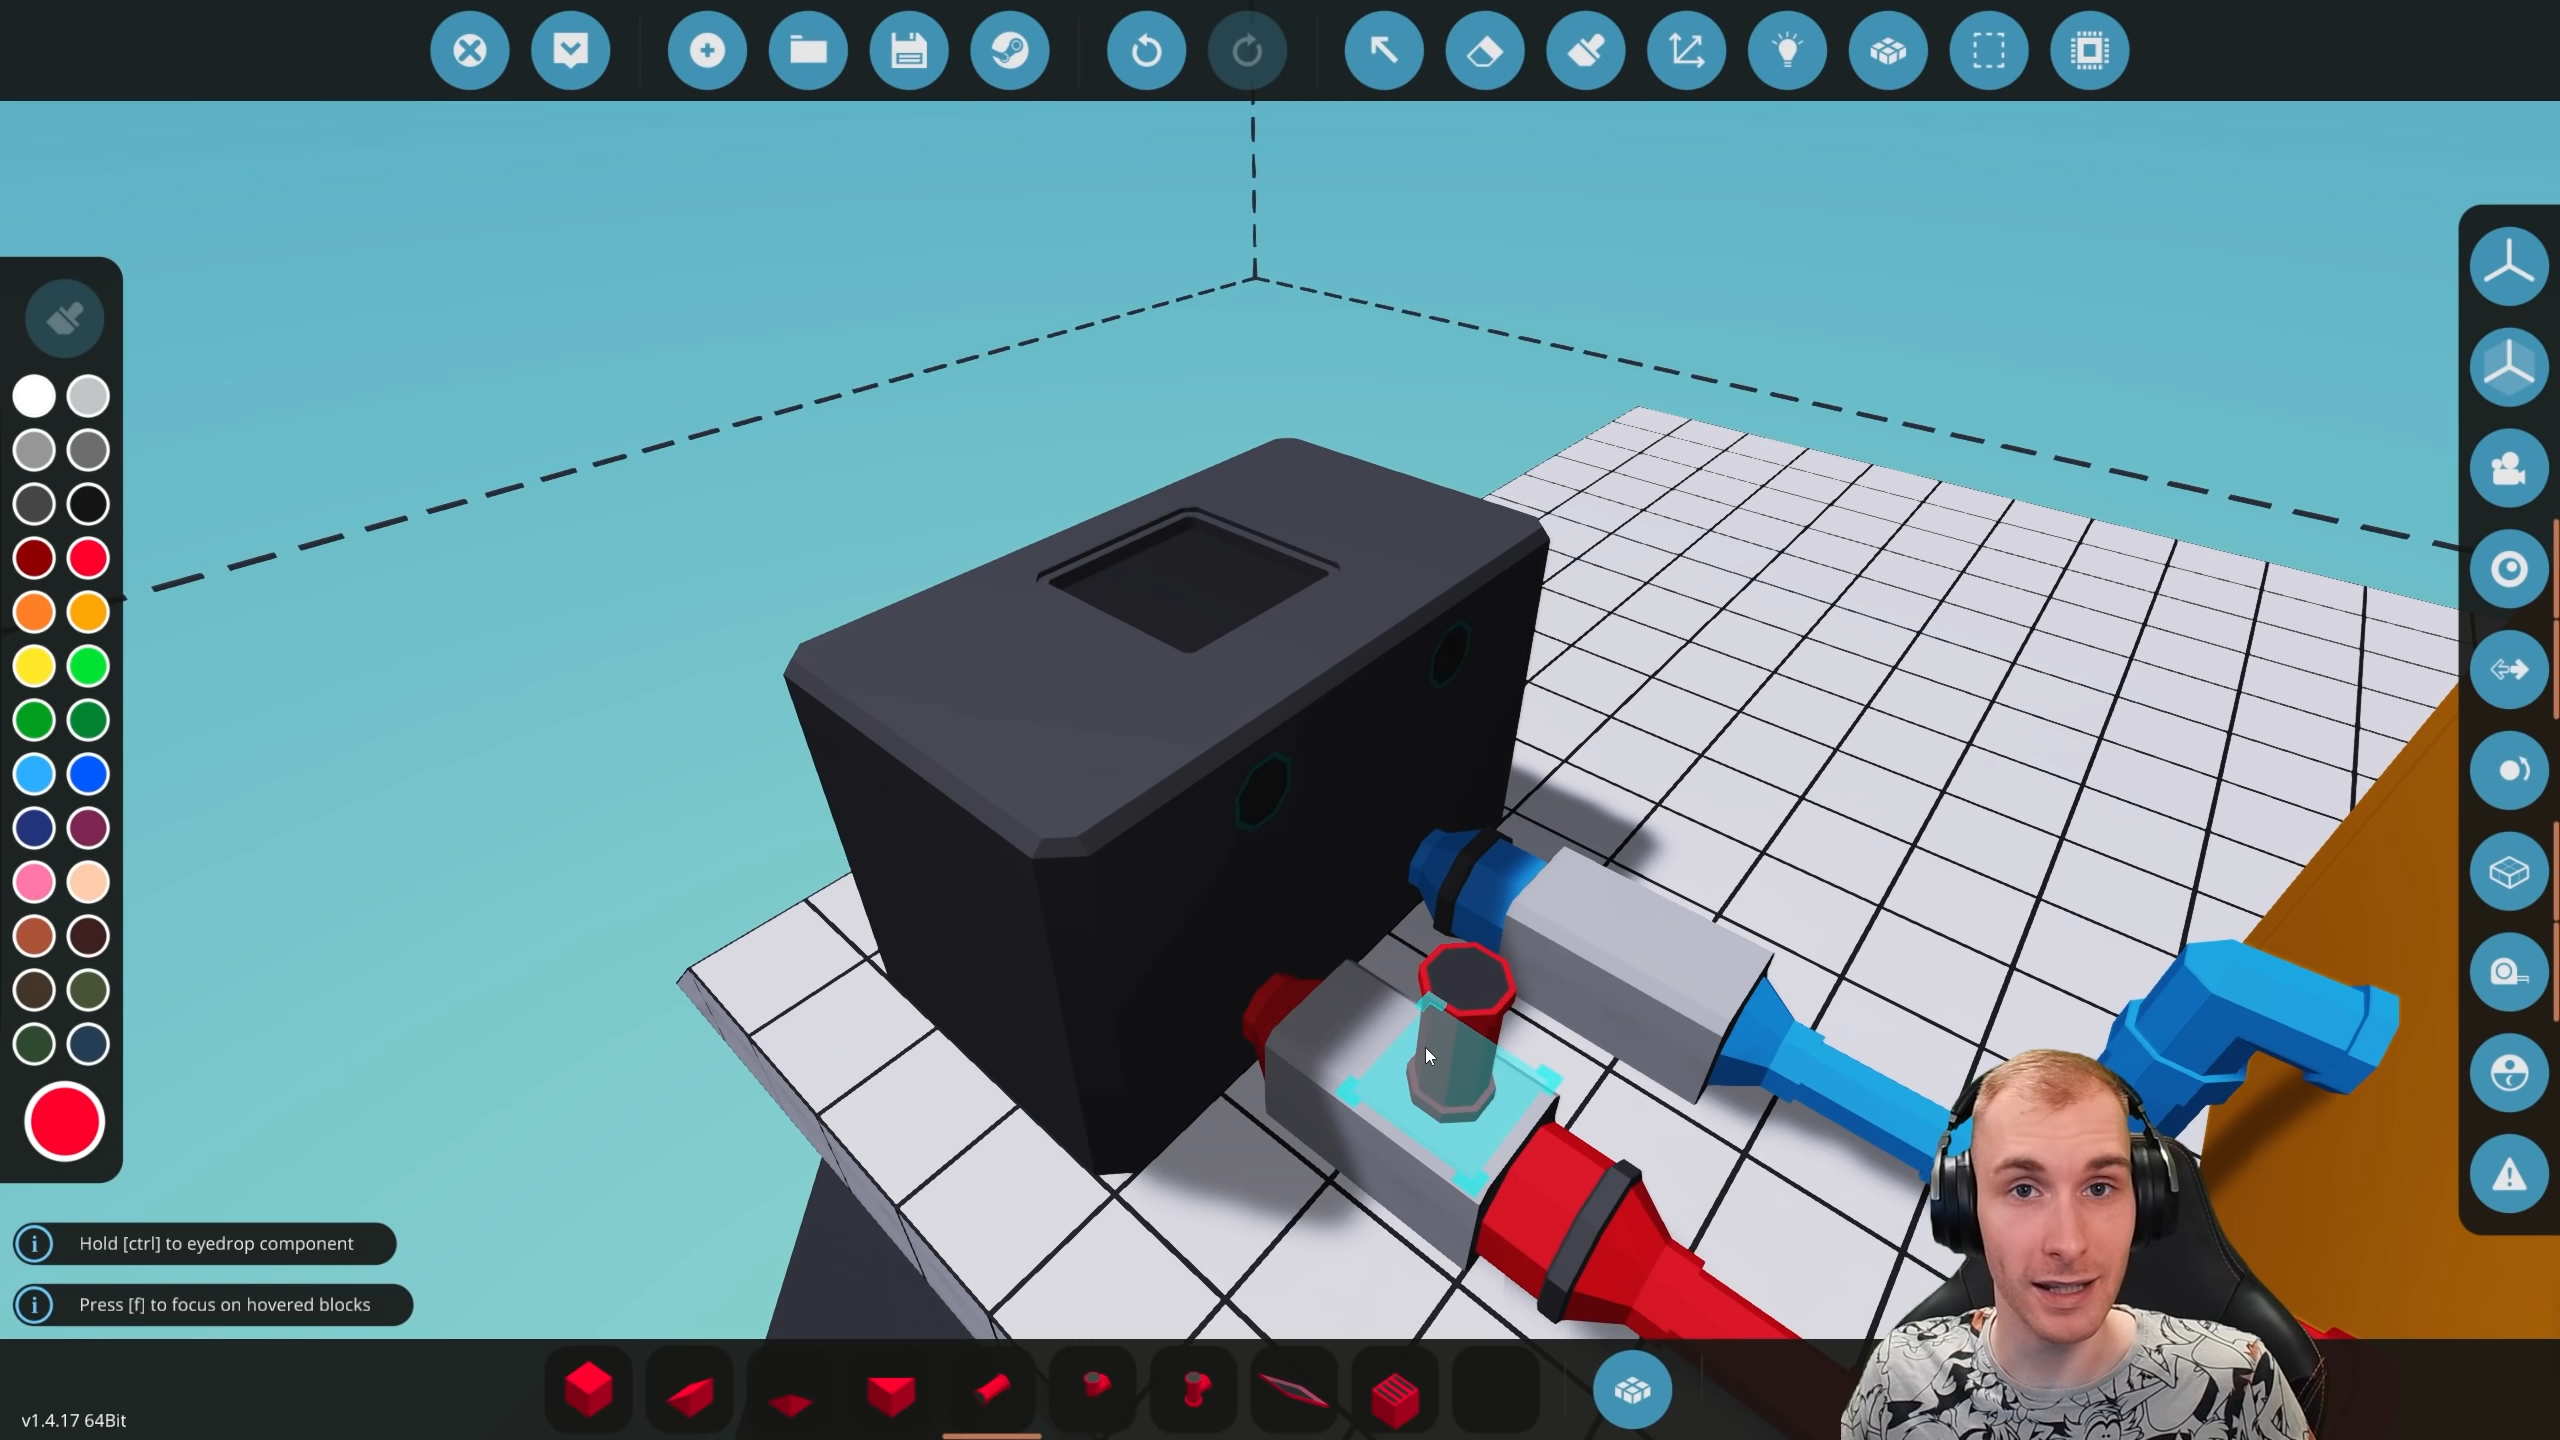 Hold [ctrl] to eyedrop component
Press [f] to focus on hovered blocks
v1.4.17 64Bit